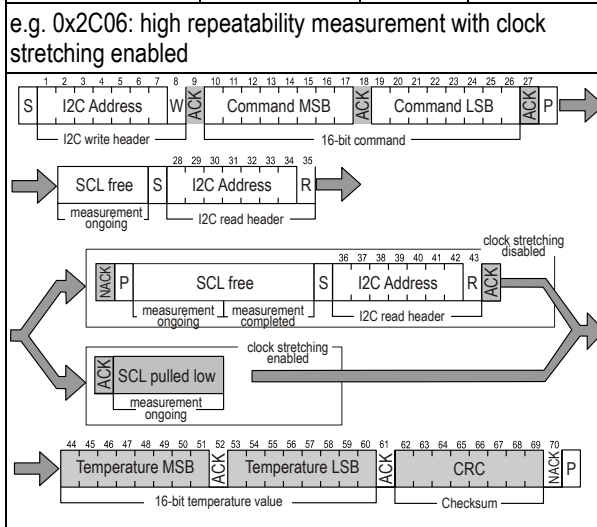 e.g. 0x2C06: high repeatability measurement with clock
stretching enabled
1 2 3 4 5 6 7 8 9 10 11 12 13 14 15 16 17 18 19 20 21 22 23 24 25 26 27
S I2C Address W ACK Command MSB ACK Command LSB ACK P
I2C write header 16-bit command
28 29 30 31 32 33 34 35
SCL free S I2C Address R
measurement
ongoing
I2C read header
clock stretching
disabled
36 37 38 39 40 41 42 43
NACK P SCL free S I2C Address R ACK
measurement
ongoing
measurement
completed
I2C read header
clock stretching
enabled
ACK SCL pulled low
measurement
ongoing
44 45 46 47 48 49 50 51 52 53 54 55 56 57 58 59 60 61 62 63 64 65 66 67 68 69 70
Temperature MSB ACK Temperature LSB ACK CRC NACK P
16-bit temperature value Checksum